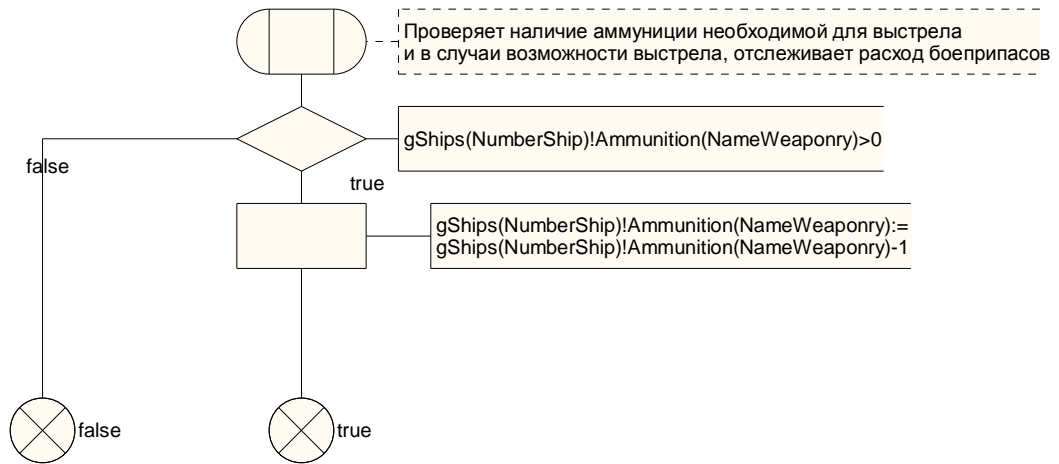 Проверяет наличие аммуниции необходимой для выстрела
и в случаи возможности выстрела, отслеживает расход боеприпасов
gShips(NumberShip)!Ammunition(NameWeaponry)>0
false
true
gShips(NumberShip)!Ammunition(NameWeaponry):=
gShips(NumberShip)!Ammunition(NameWeaponry)-1
false
true